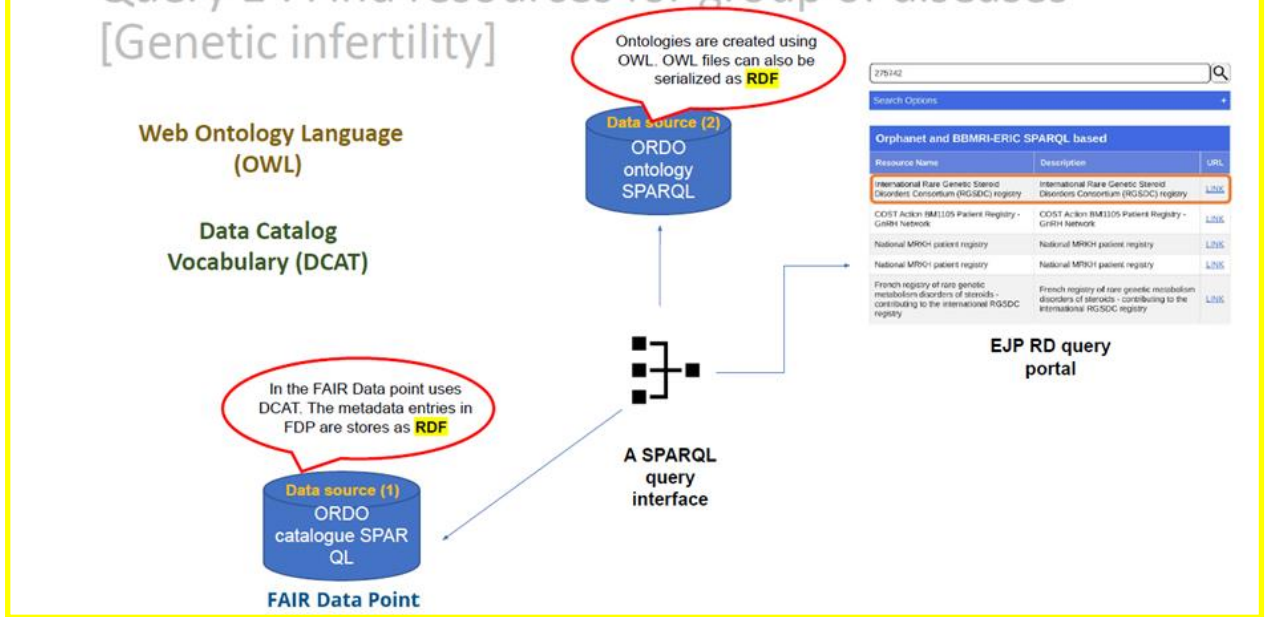 Query 1 : Find resources for group of diseases
[Genetic infertility]
Ontologies are created using
OWL. OWL files can also be
serialized as RDF
Web Ontology Language
(OWL)
Data source (2)
ORDO
ontology
SPARQL
Data Catalog
Vocabulary (DCAT)
275742
Search Options +
Orphanet and BBMRI-ERIC SPARQL based
Resource Name Description URL
International Rare Genetic Steroid International Rare Genetic Steroid
Disorders Consortium (RGSDC) registry Disorders Consortium (RGSDC) registry LINK
COST Action BM1105 Patient Registry - COST Action BM1105 Patient Registry -
GnRH Network GnRH Network LINK
National MRKH patient registry National MRKH patient registry LINK
National MRKH patient registry National MRKH patient registry LINK
French registry of rare genetic
metabolism disorders of steroids -
contributing to the international RGSDC
registry
French registry of rare genetic metabolism
disorders of steroids - contributing to the
international RGSDC registry
LINK
EJP RD query
portal
In the FAIR Data point uses
DCAT. The metadata entries in
FDP are stores as RDF
A SPARQL
query
interface
Data source (1)
ORDO
catalogue SPAR
QL
FAIR Data Point